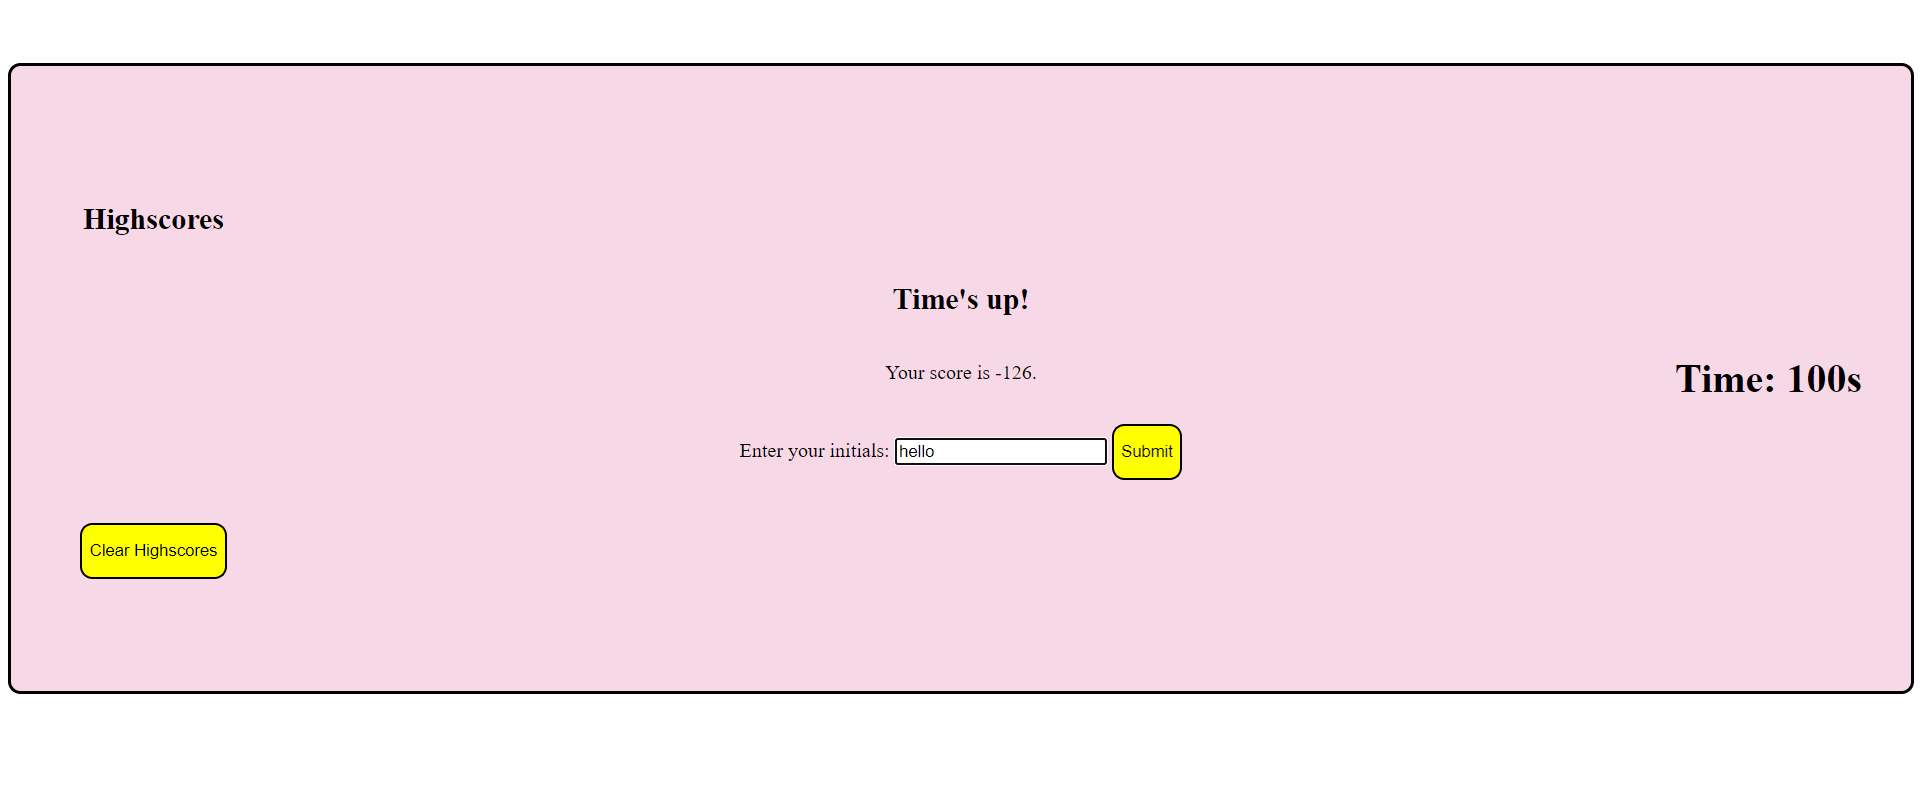 Highscores
Time's up!
Your score is -126.
Time: 100s
Enter your initials: hello Submit
Clear Highscores